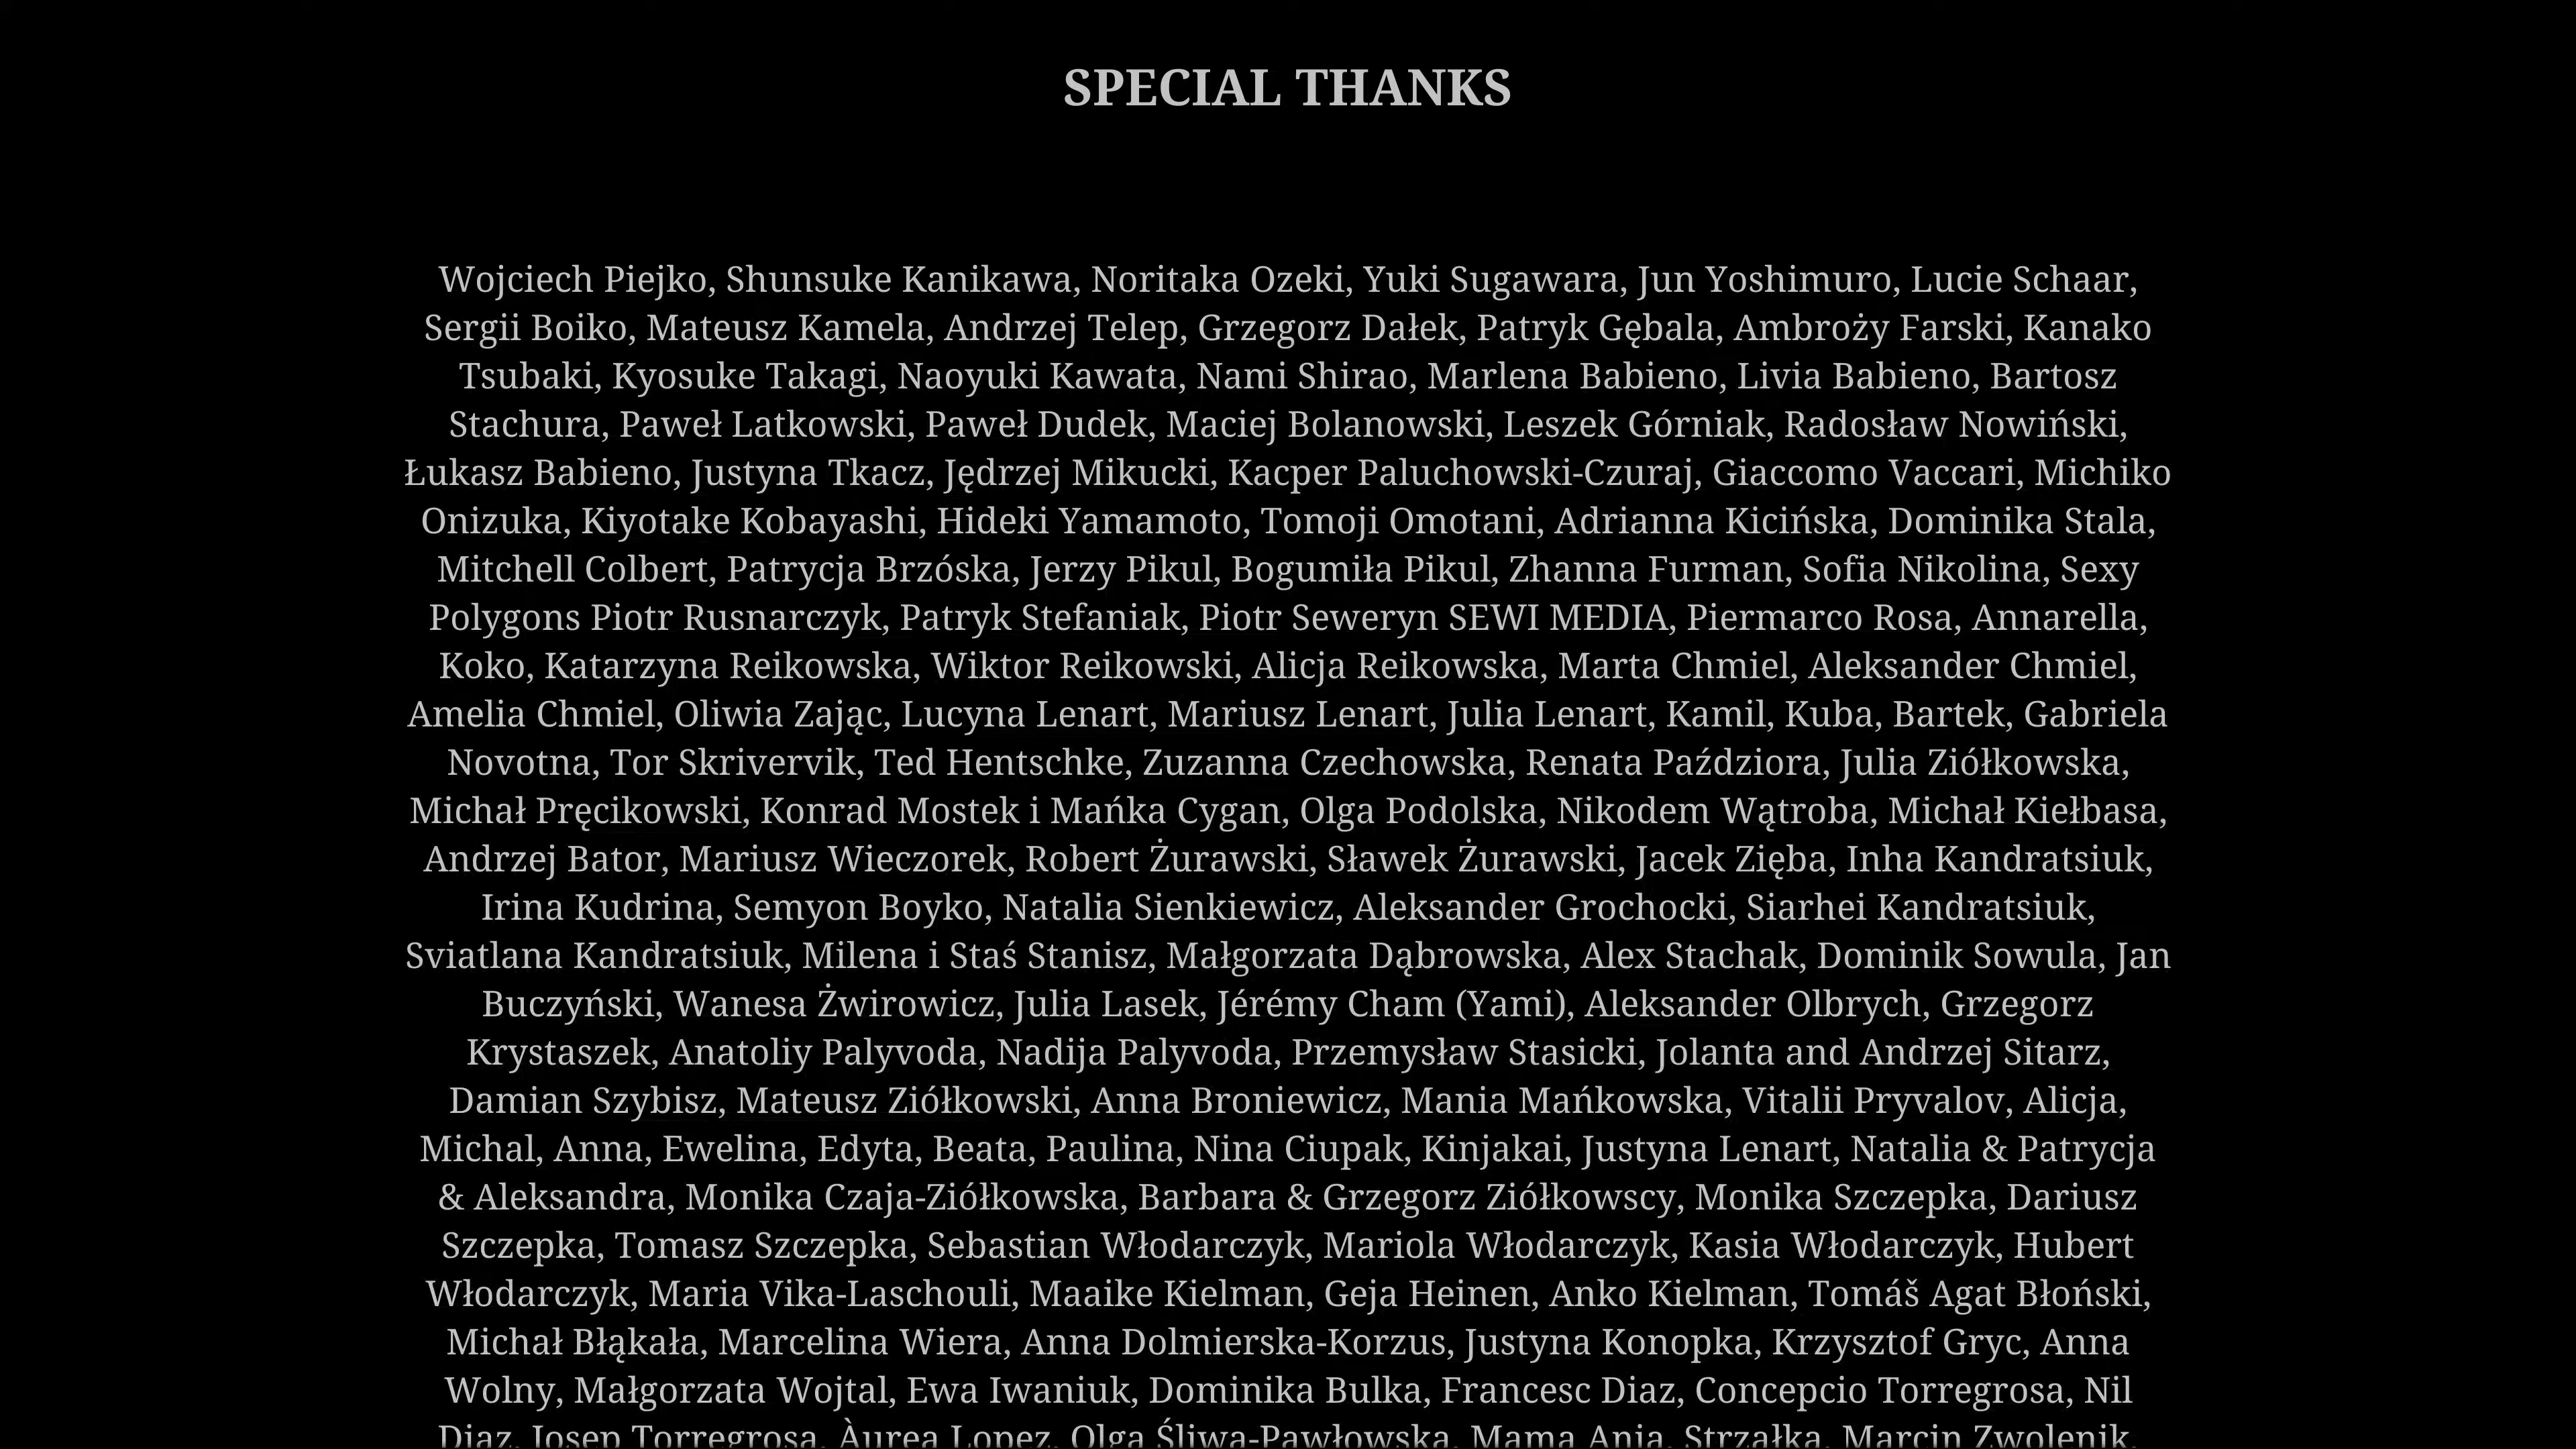 SPECIAL THANKS
Wojciech Piejko, Shunsuke Kanikawa, Noritaka Ozeki, Yuki Sugawara, Jun Yoshimuro, Lucie Schaar,
Sergii Boiko, Mateusz Kamela, Andrzej Telep, Grzegorz Dałek, Patryk Gębala, Ambroży Farski, Kanako
Tsubaki, Kyosuke Takagi, Naoyuki Kawata, Nami Shirao, Marlena Babieno, Livia Babieno, Bartosz
Stachura, Paweł Latkowski, Paweł Dudek, Maciej Bolanowski, Leszek Górniak, Radosław Nowiński,
Łukasz Babieno, Justyna Tkacz, Jędrzej Mikucki, Kacper Paluchowski-Czuraj, Giaccomo Vaccari, Michiko
Onizuka, Kiyotake Kobayashi, Hideki Yamamoto, Tomoji Omotani, Adrianna Kicińska, Dominika Stala,
Mitchell Colbert, Patrycja Brzóska, Jerzy Pikul, Bogumiła Pikul, Zhanna Furman, Sofia Nikolina, Sexy
Polygons Piotr Rusnarczyk, Patryk Stefaniak, Piotr Seweryn SEWI MEDIA, Piermarco Rosa, Annarella,
Koko, Katarzyna Reikowska, Wiktor Reikowski, Alicja Reikowska, Marta Chmiel, Aleksander Chmiel,
Amelia Chmiel, Oliwia Zając, Lucyna Lenart, Mariusz Lenart, Julia Lenart, Kamil, Kuba, Bartek, Gabriela
Novotna, Tor Skrivervik, Ted Hentschke, Zuzanna Czechowska, Renata Paździora, Julia Ziółkowska,
Michał Pręcikowski, Konrad Mostek i Mańka Cygan, Olga Podolska, Nikodem Wątroba, Michał Kiełbasa,
Andrzej Bator, Mariusz Wieczorek, Robert Żurawski, Sławek Żurawski, Jacek Zięba, Inha Kandratsiuk,
Irina Kudrina, Semyon Boyko, Natalia Sienkiewicz, Aleksander Grochocki, Siarhei Kandratsiuk,
Sviatlana Kandratsiuk, Milena i Staś Stanisz, Małgorzata Dąbrowska, Alex Stachak, Dominik Sowula, Jan
Buczyński, Wanesa Żwirowicz, Julia Lasek, Jérémy Cham (Yami), Aleksander Olbrych, Grzegorz
Krystaszek, Anatoliy Palyvoda, Nadija Palyvoda, Przemysław Stasicki, Jolanta and Andrzej Sitarz,
Damian Szybisz, Mateusz Ziółkowski, Anna Broniewicz, Mania Mańkowska, Vitalii Pryvalov, Alicja,
Michal, Anna, Ewelina, Edyta, Beata, Paulina, Nina Ciupak, Kinjakai, Justyna Lenart, Natalia & Patrycja
& Aleksandra, Monika Czaja-Ziółkowska, Barbara & Grzegorz Ziółkowscy, Monika Szczepka, Dariusz
Szczepka, Tomasz Szczepka, Sebastian Włodarczyk, Mariola Włodarczyk, Kasia Włodarczyk, Hubert
Włodarczyk, Maria Vika-Laschouli, Maaike Kielman, Geja Heinen, Anko Kielman, Tomáš Agat Błoński,
Michał Błąkała, Marcelina Wiera, Anna Dolmierska-Korzus, Justyna Konopka, Krzysztof Gryc, Anna
Wolny, Małgorzata Wojtal, Ewa Iwaniuk, Dominika Bulka, Francesc Diaz, Concepcio Torregrosa, Nil
Diaz, Josep Torregrosa, Àurea Lopez, Olga Śliwa-Pawłowska, Mama Ania, Strzałka, Marcin Zwolenik,